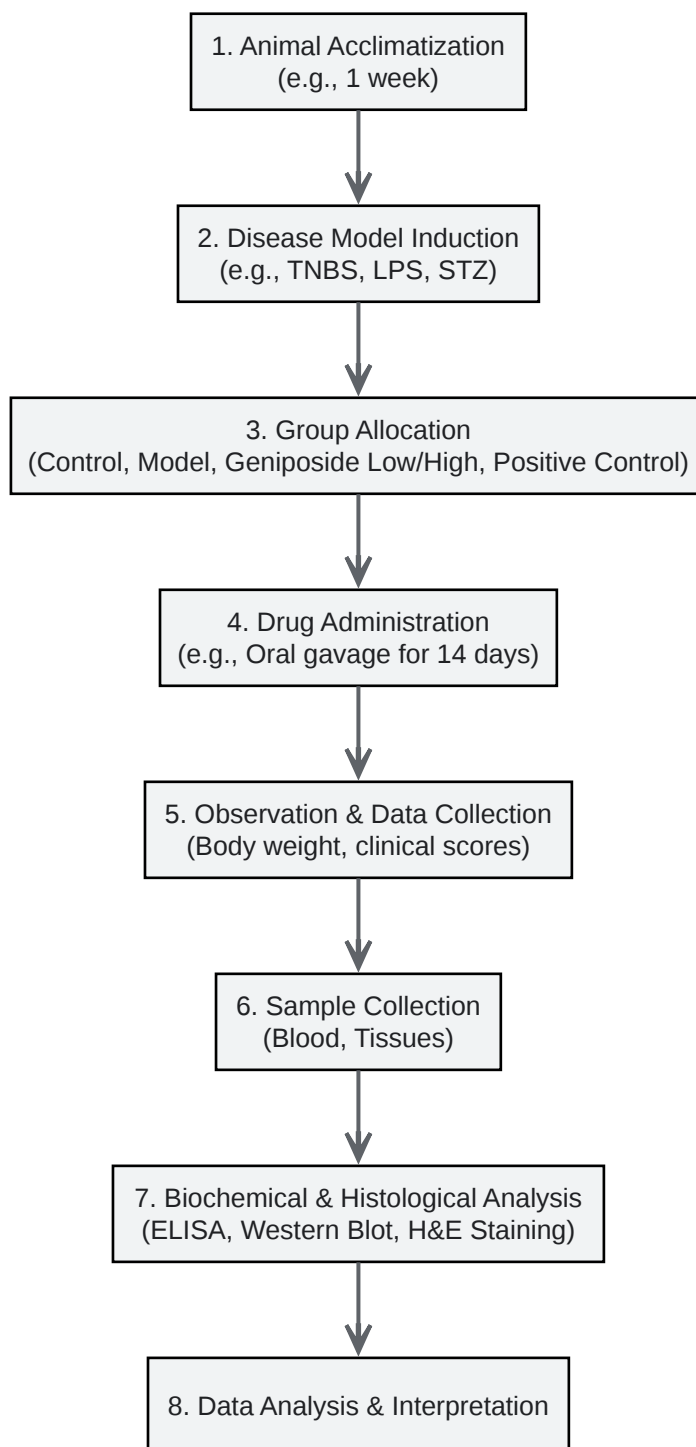 1. Animal Acclimatization
(e.g., 1 week)
2. Disease Model Induction
(e.g., TNBS, LPS, STZ)
3. Group Allocation
(Control, Model, Geniposide Low/High, Positive Control)
4. Drug Administration
(e.g., Oral gavage for 14 days)
5. Observation & Data Collection
(Body weight, clinical scores)
6. Sample Collection
(Blood, Tissues)
7. Biochemical & Histological Analysis
(ELISA, Western Blot, H&E Staining)
8. Data Analysis & Interpretation